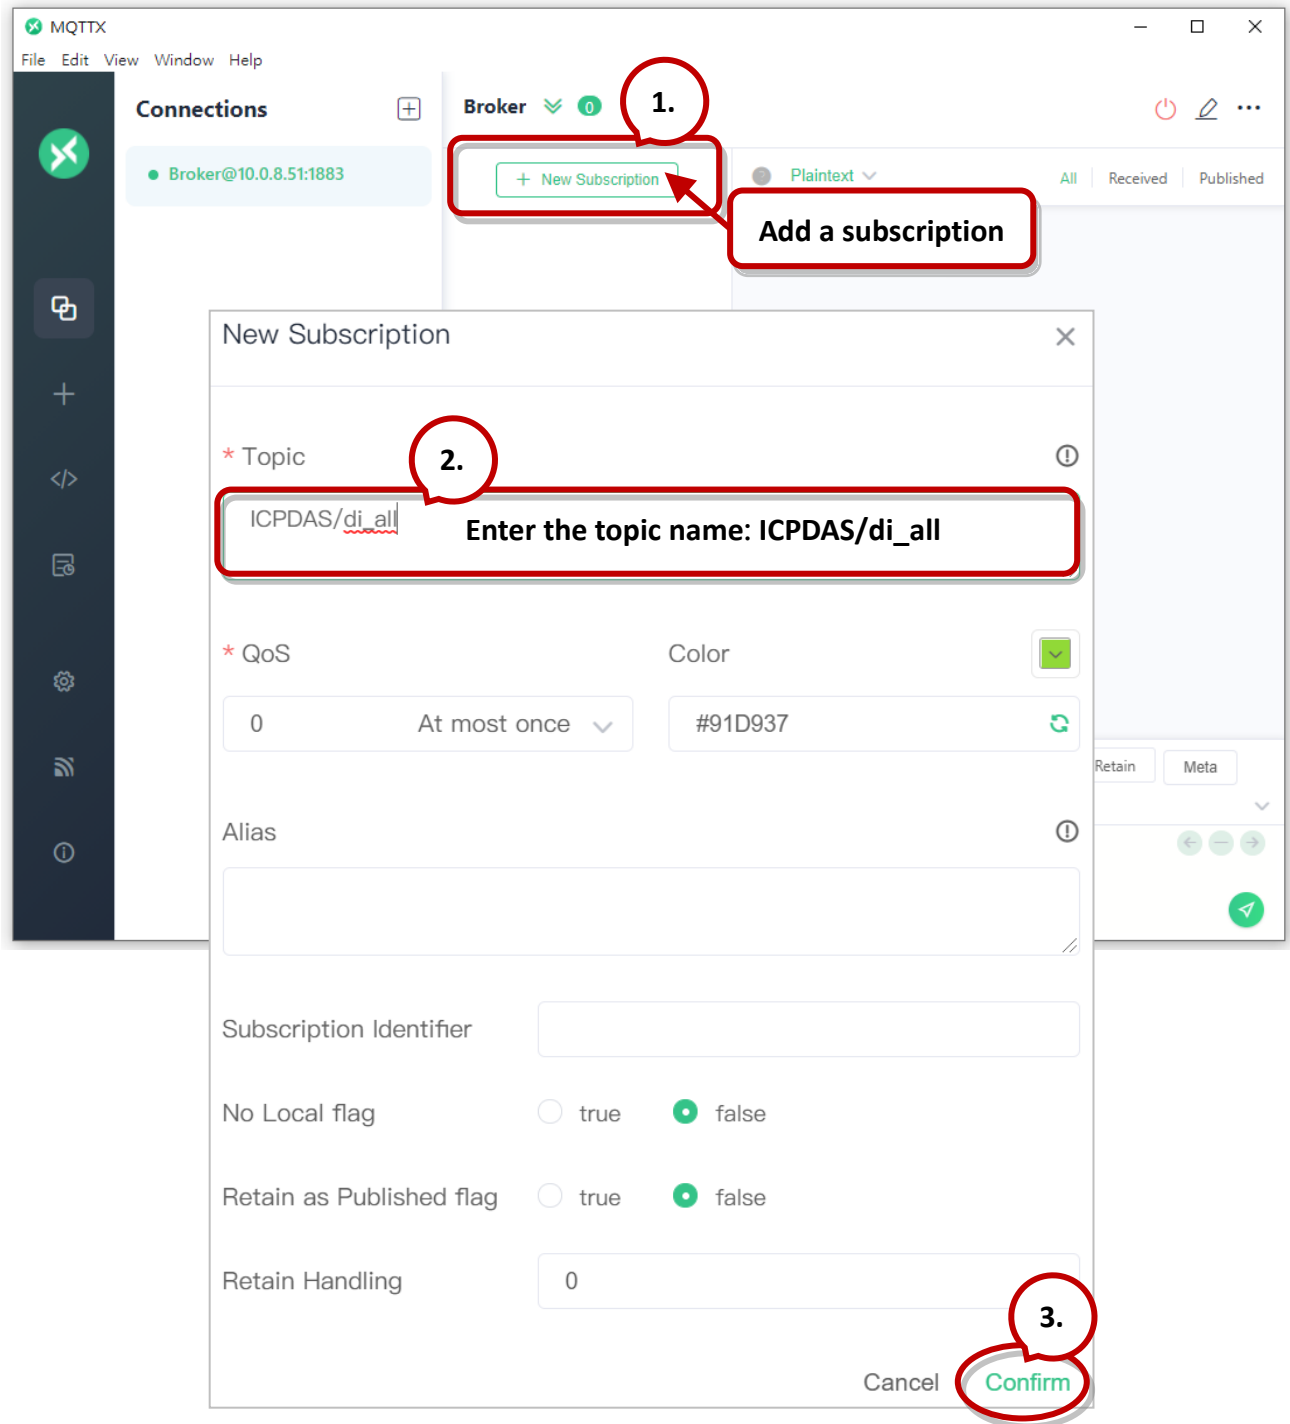 MQTTX
File Edit View Window Help
Connections
Broker 0
1.
Broker@10.0.8.51:1883
+ New Subscription
Plaintext
All Received Published
Add a subscription
New Subscription
* Topic
2.
ICPDAS/di_all
Enter the topic name: ICPDAS/di_all
* QoS
Color
0 At most once
#91D937
Retain
Meta
Alias
Subscription Identifier
No Local flag
true
false
Retain as Published flag
true
false
Retain Handling
0
3.
Cancel
Confirm